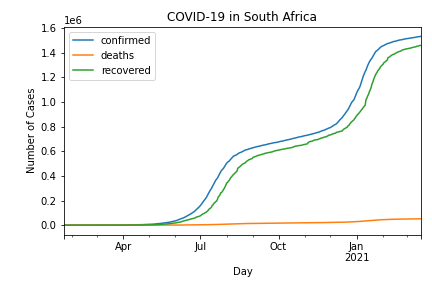 COVID-19 in South Africa
1e6
confirmed
deaths
recovered
Number of Cases
1.6
1.4
1.2
1.0
0.8
0.6
0.4
0.2
0.0
Apr
Jul
Oct
Jan
2021
Day